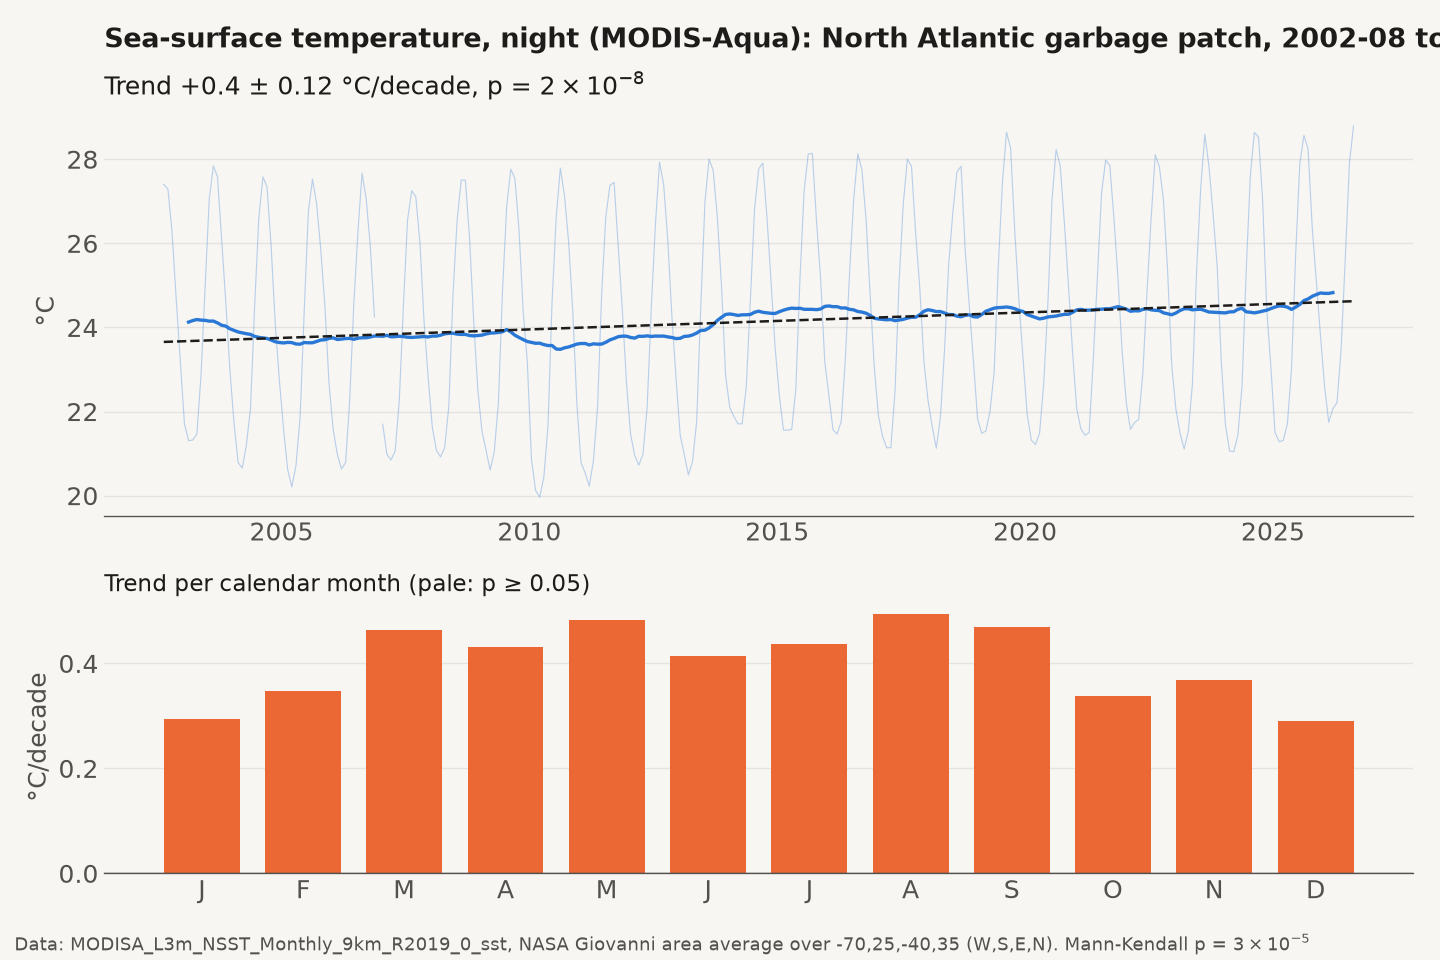 Sea-surface temperature, night (MODIS-Aqua): North Atlantic garbage patch, 2002-08 to
Trend +0.4 ± 0.12 °C/decade, p = 2 × 10⁻⁸
°C
28
26
24
22
20
2005 2010 2015 2020 2025
Trend per calendar month (pale: p ≥ 0.05)
°C/decade
0.4
0.2
0.0
J F M A M J J A S O N D
Data: MODISA_L3m_NSST_Monthly_9km_R2019_0_sst, NASA Giovanni area average over -70,25,-40,35 (W,S,E,N). Mann-Kendall p = 3 × 10⁻⁵